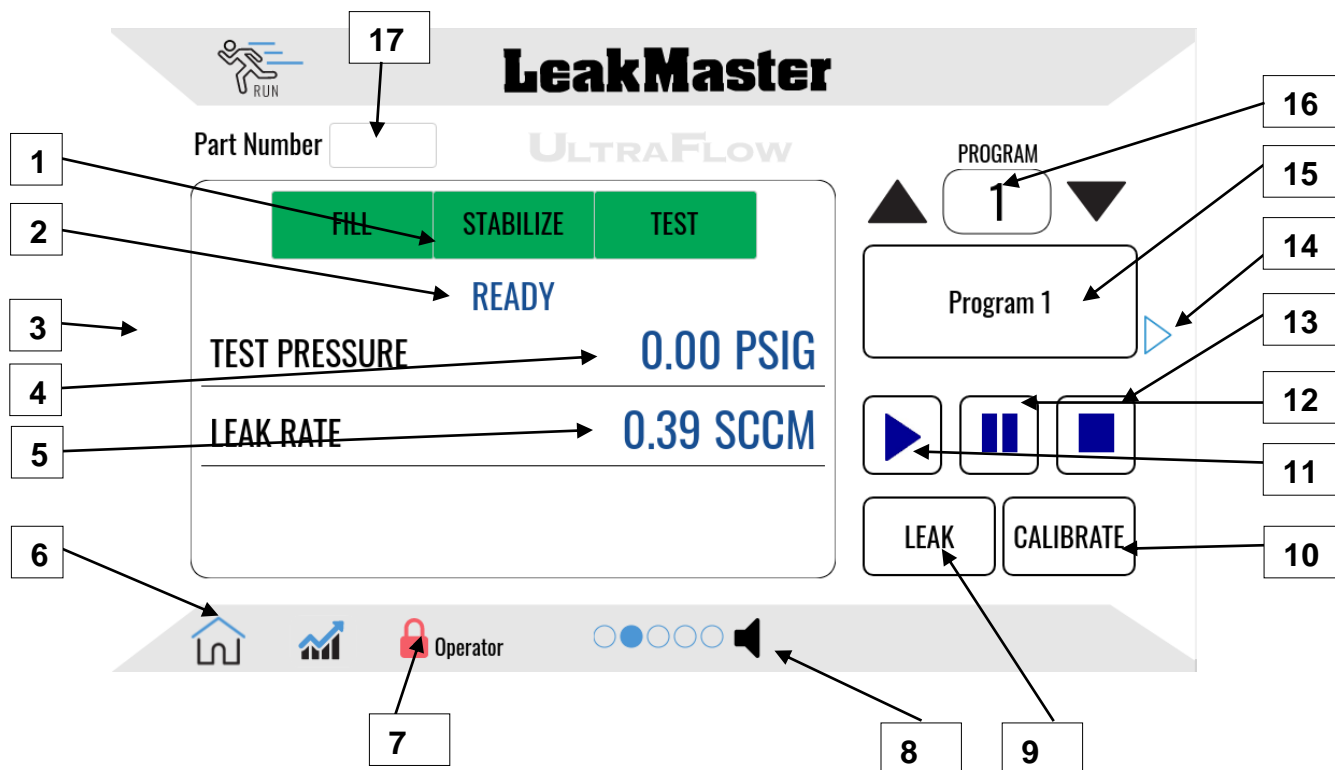 17
LeakMaster
RUN
16
Part Number
ULTRAFLOW
PROGRAM
1
1
15
FILL STABILIZE TEST
2
14
READY
Program 1
3
13
TEST PRESSURE 0.00 PSIG
4
12
LEAK RATE 0.39 SCCM
5
11
LEAK CALIBRATE
6
10
Operator
7
8
9